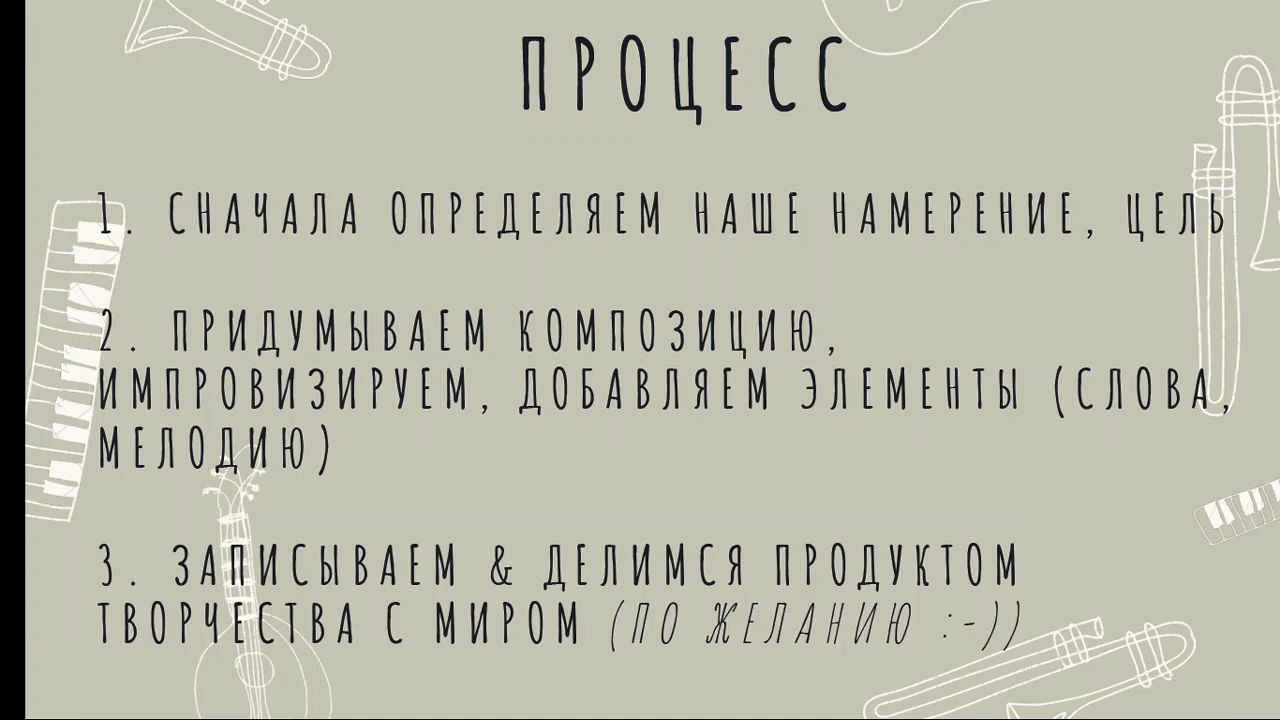 ПРОЦЕСС
1. СНАЧАЛА ОПРЕДЕЛЯЕМ НАШЕ НАМЕРЕНИЕ, ЦЕЛЬ
2. ПРИДУМЫВАЕМ КОМПОЗИЦИЮ,
ИМПРОВИЗИРУЕМ, ДОБАВЛЯЕМ ЭЛЕМЕНТЫ (СЛОВА,
МЕЛОДИЮ)
3. ЗАПИСЫВАЕМ & ДЕЛИМСЯ ПРОДУКТОМ
ТВОРЧЕСТВА С МИРОМ (ПО ЖЕЛАНИЮ :-))